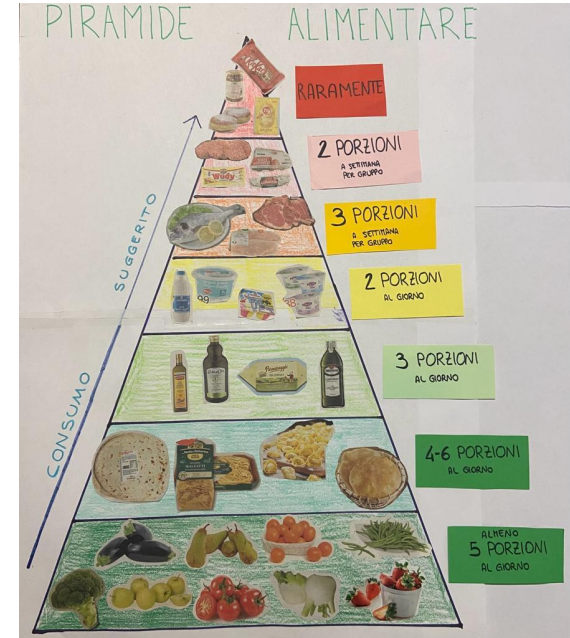 PIRAMIDE ALIMENTARE
RARAMENTE
2 PORZIONI
A SETTIMANA
PER GRUPPO
Wudy
3 PORZIONI
A SETTIMANA
PER GRUPPO
2 PORZIONI
AL GIORNO
3 PORZIONI
AL GIORNO
4-6 PORZIONI
AL GIORNO
ALMENO
5 PORZIONI
AL GIORNO
CONSUMO SUGGERITO